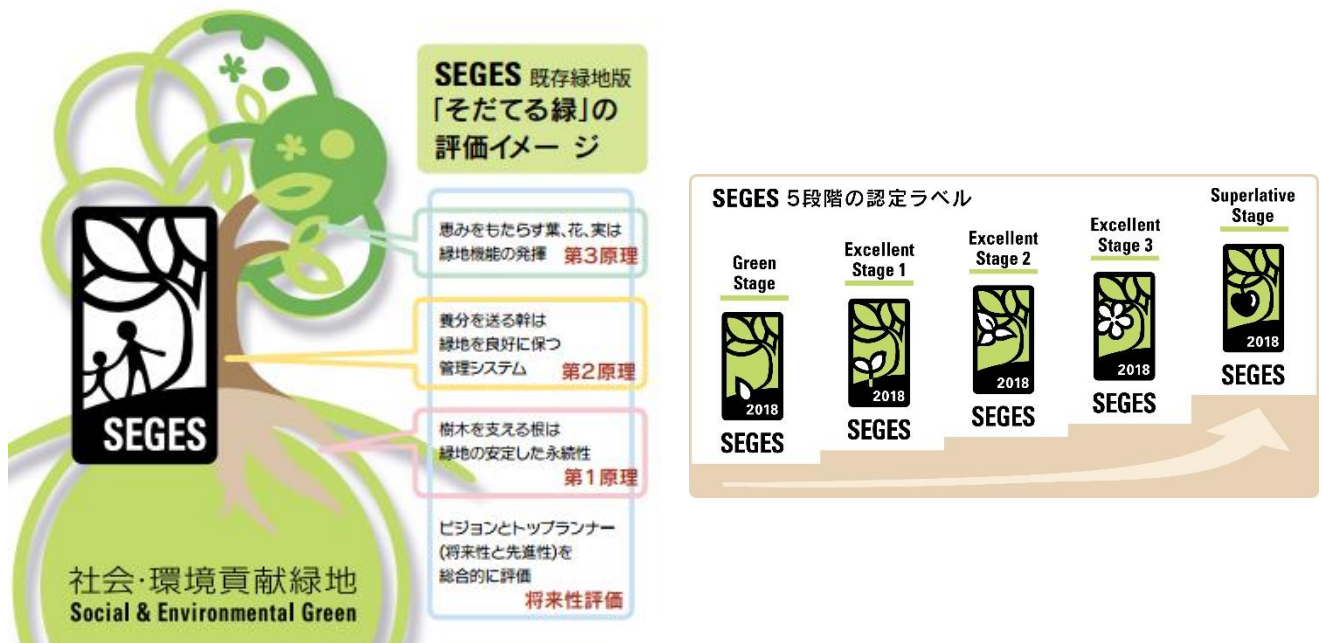 SEGES 既存緑地版
「そだてる緑」の
評価イメー ジ
恵みをもたらす葉、花、実は
緑地機能の発揮 第3原理
養分を送る幹は
緑地を良好に保つ
管理システム 第2原理
樹木を支える根は
緑地の安定した永続性
第1原理
ビジョンとトップランナー
(将来性と先進性)を
総合的に評価
将来性評価
SEGES
社会・環境貢献緑地
Social & Environmental Green
SEGES 5段階の認定ラベル
Green
Stage
2018
SEGES
Excellent
Stage 1
2018
SEGES
Excellent
Stage 2
2018
SEGES
Excellent
Stage 3
2018
SEGES
Superlative
Stage
2018
SEGES